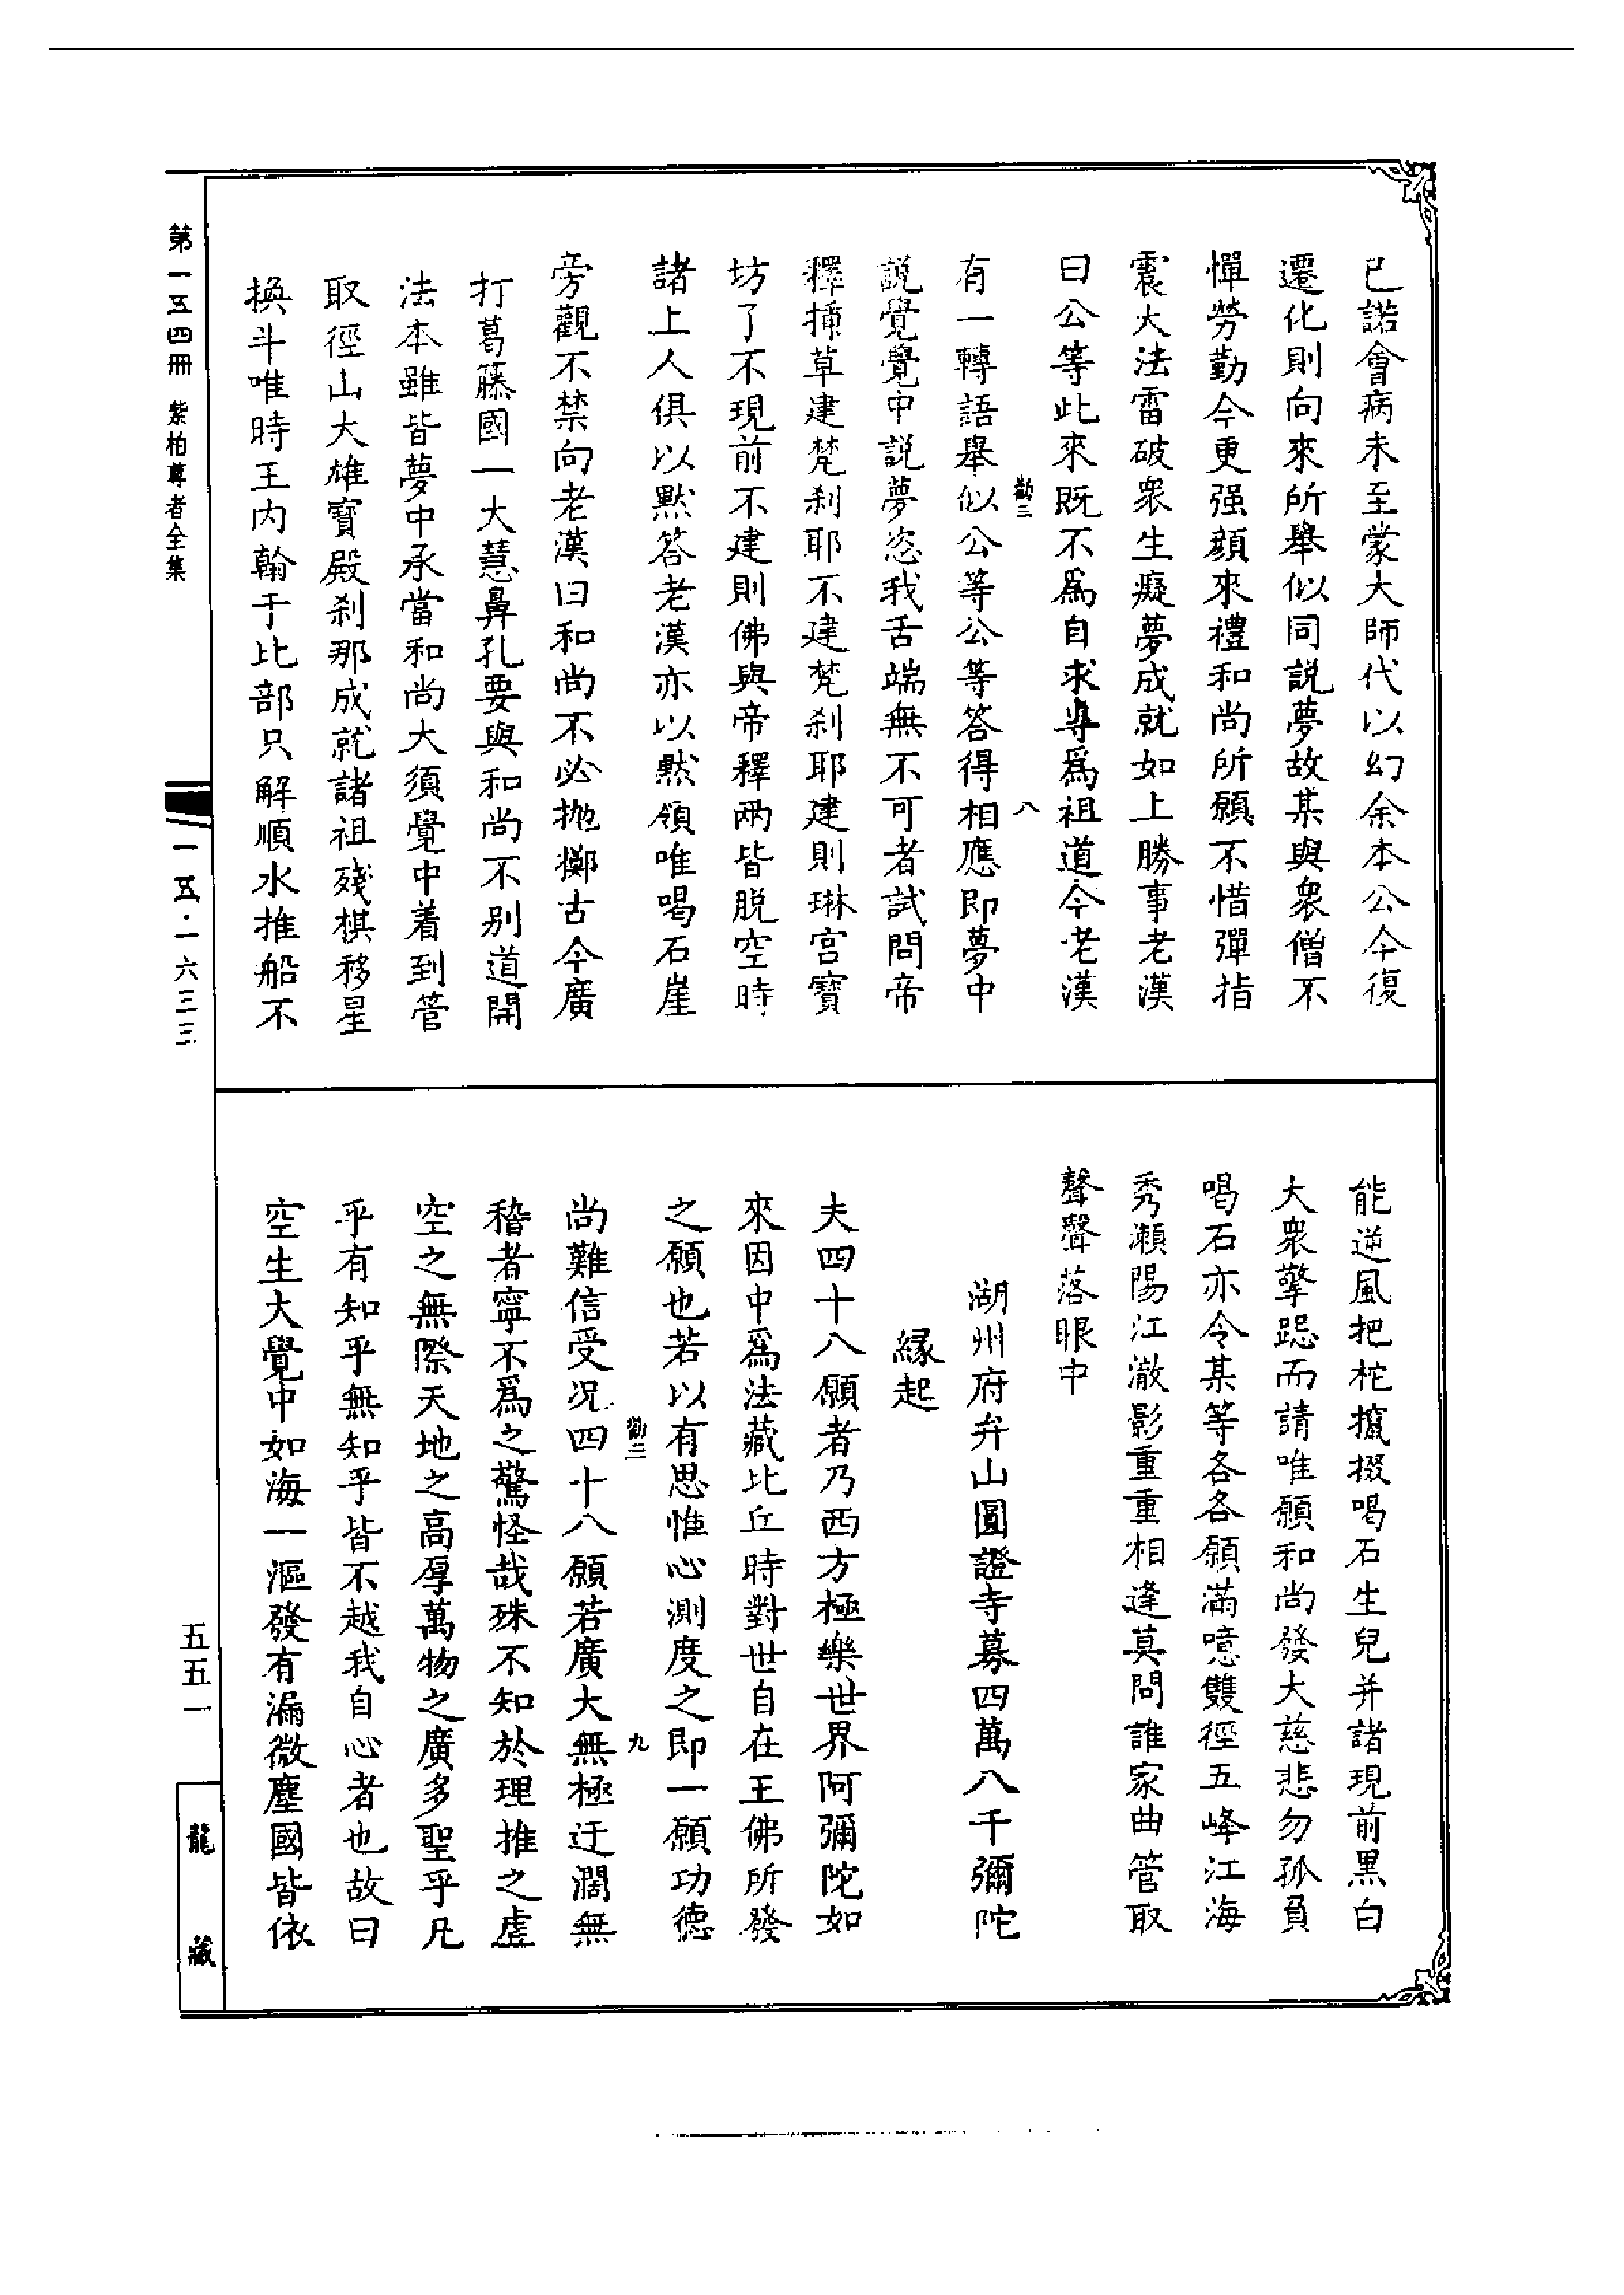 已諾會病未至蒙大師代以幻余本公今復
遷化則向來所舉似同説夢故某與衆僧不
憚勞勤今更强顔來禮和尚所願不惜彈指
震大法雷破衆生癡夢成就如上勝事老漢
曰公等此來既不爲自求專爲祖道今老漢
勸三
八
有一轉語舉似公等公等答得相應即夢中
説覺覺中説夢恣我舌端無不可者試問帝
釋揷草建梵刹耶不建梵刹耶建則琳宮寶
坊了不現前不建則佛與帝釋两皆脱空時
諸上人俱以默答老漢亦以默領唯喝石崖
旁觀不禁向老漢曰和尚不必抛擲古今廣
打葛籐國一大慧鼻孔要與和尚不别道開
法本雖皆夢中承當和尚大須覺中着到管
取徑山大雄寶殿刹那成就諸祖殘棋移星
換斗唯時王内翰于比部只解順水推船不
能逆風把柁攛掇喝石生兒并諸現前黒白
大衆擎跽而請唯願和尚發大慈悲勿孤負
喝石亦令某等各各願滿噫雙徑五峰江海
秀瀬陽江澈影重重相逢莫問誰家曲管取
聲聲落眼中
湖州府弁山圓證寺募四萬八千彌陀
緣起
夫四十八願者乃西方極樂世界阿彌陀如
來因中爲法藏比丘時對世自在王佛所發
之願也若以有思惟心測度之即一願功德
勸三
九
尚難信受况四十八願若廣大無極迂濶無
稽者寧不爲之驚怪哉殊不知於理推之虛
空之無際天地之高厚萬物之廣多聖乎凡
乎有知乎無知乎皆不越我自心者也故曰
空生大覺中如海一漚發有漏微塵國皆依
第一五四冊 紫柏尊者全集
一五·一六三三
五五一
龍藏